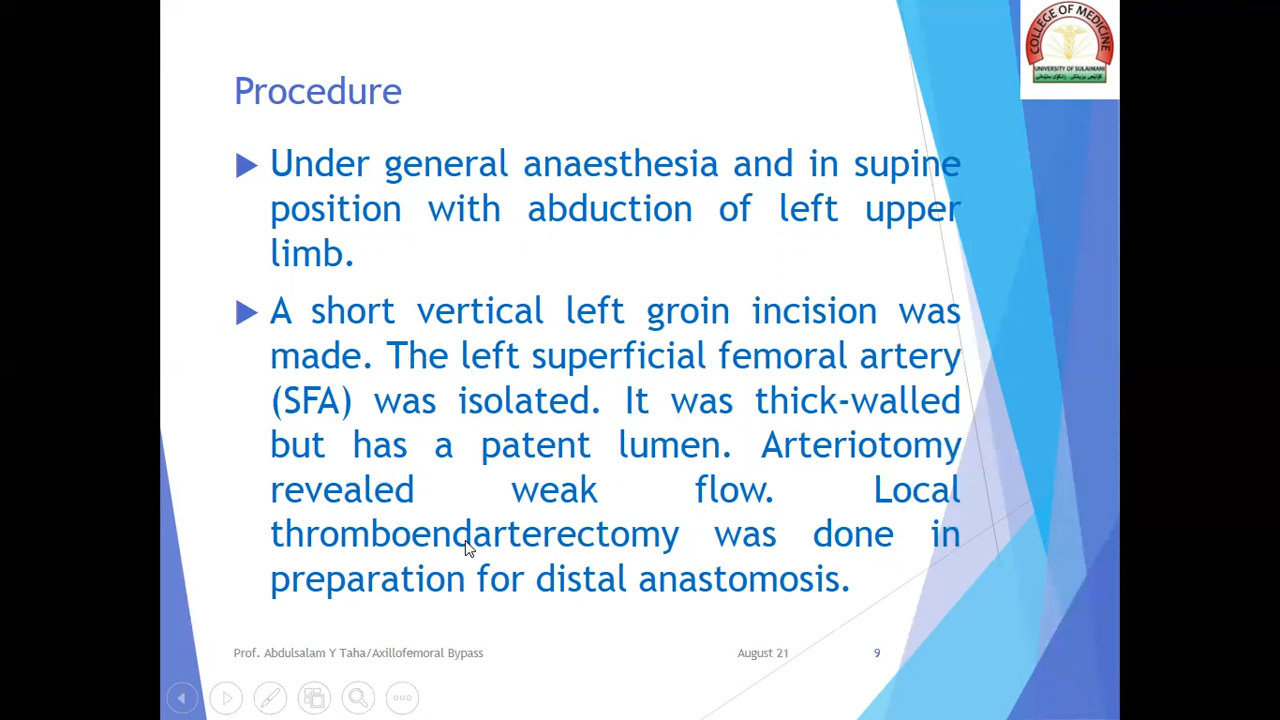 COLLEGE OF MEDICINE
UNIVERSITY OF SULAIMANI
Procedure
Under general anaesthesia and in supine
position with abduction of left upper
limb.
A short vertical left groin incision was
made. The left superficial femoral artery
(SFA) was isolated. It was thick-walled
but has a patent lumen. Arteriotomy
revealed weak flow. Local
thromboendarterectomy was done in
preparation for distal anastomosis.
Prof. Abdulsalam Y Taha/Axillofemoral Bypass August 21 9